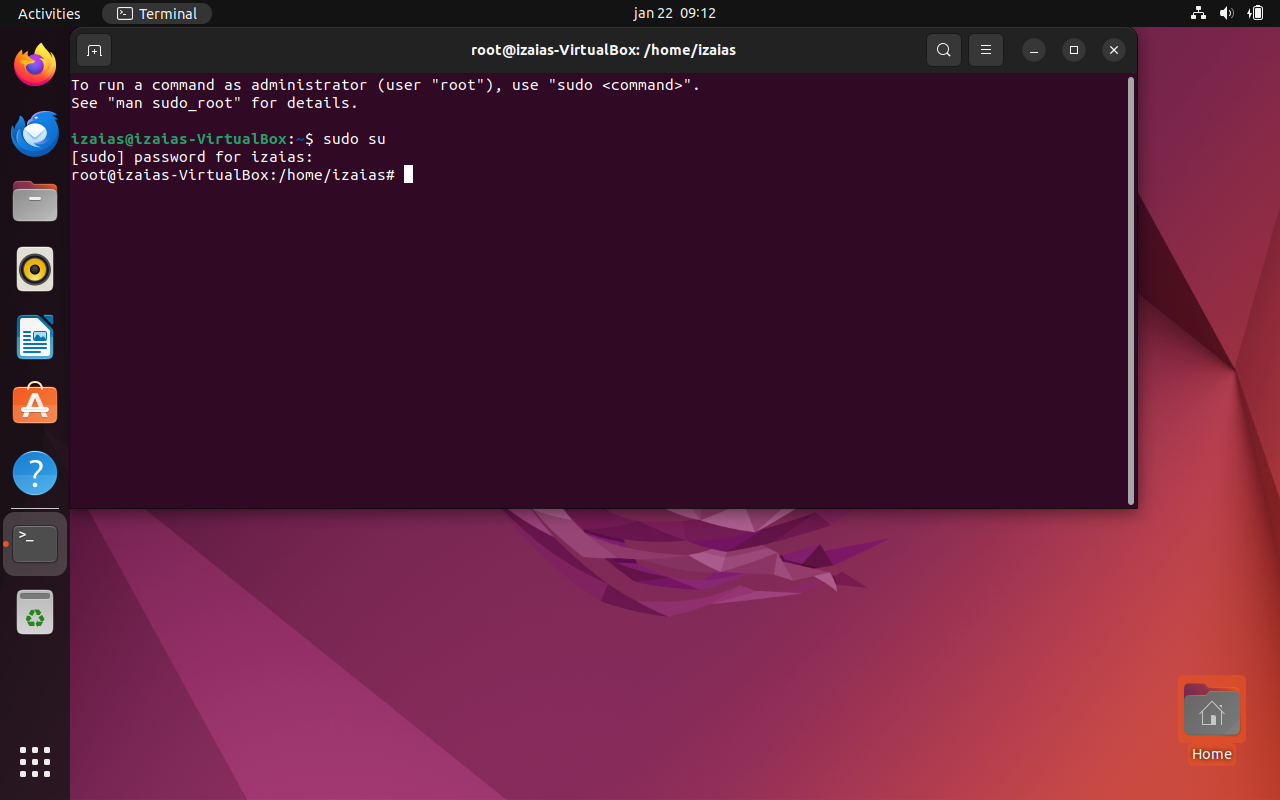 Activities
Terminal
jan 22 09:12
root@izaias-VirtualBox: /home/izaias
To run a command as administrator (user "root"), use "sudo <command>".
See "man sudo_root" for details.
izaias@izaias-VirtualBox:~$ sudo su
[sudo] password for izaias:
root@izaias-VirtualBox:/home/izaias#
Home